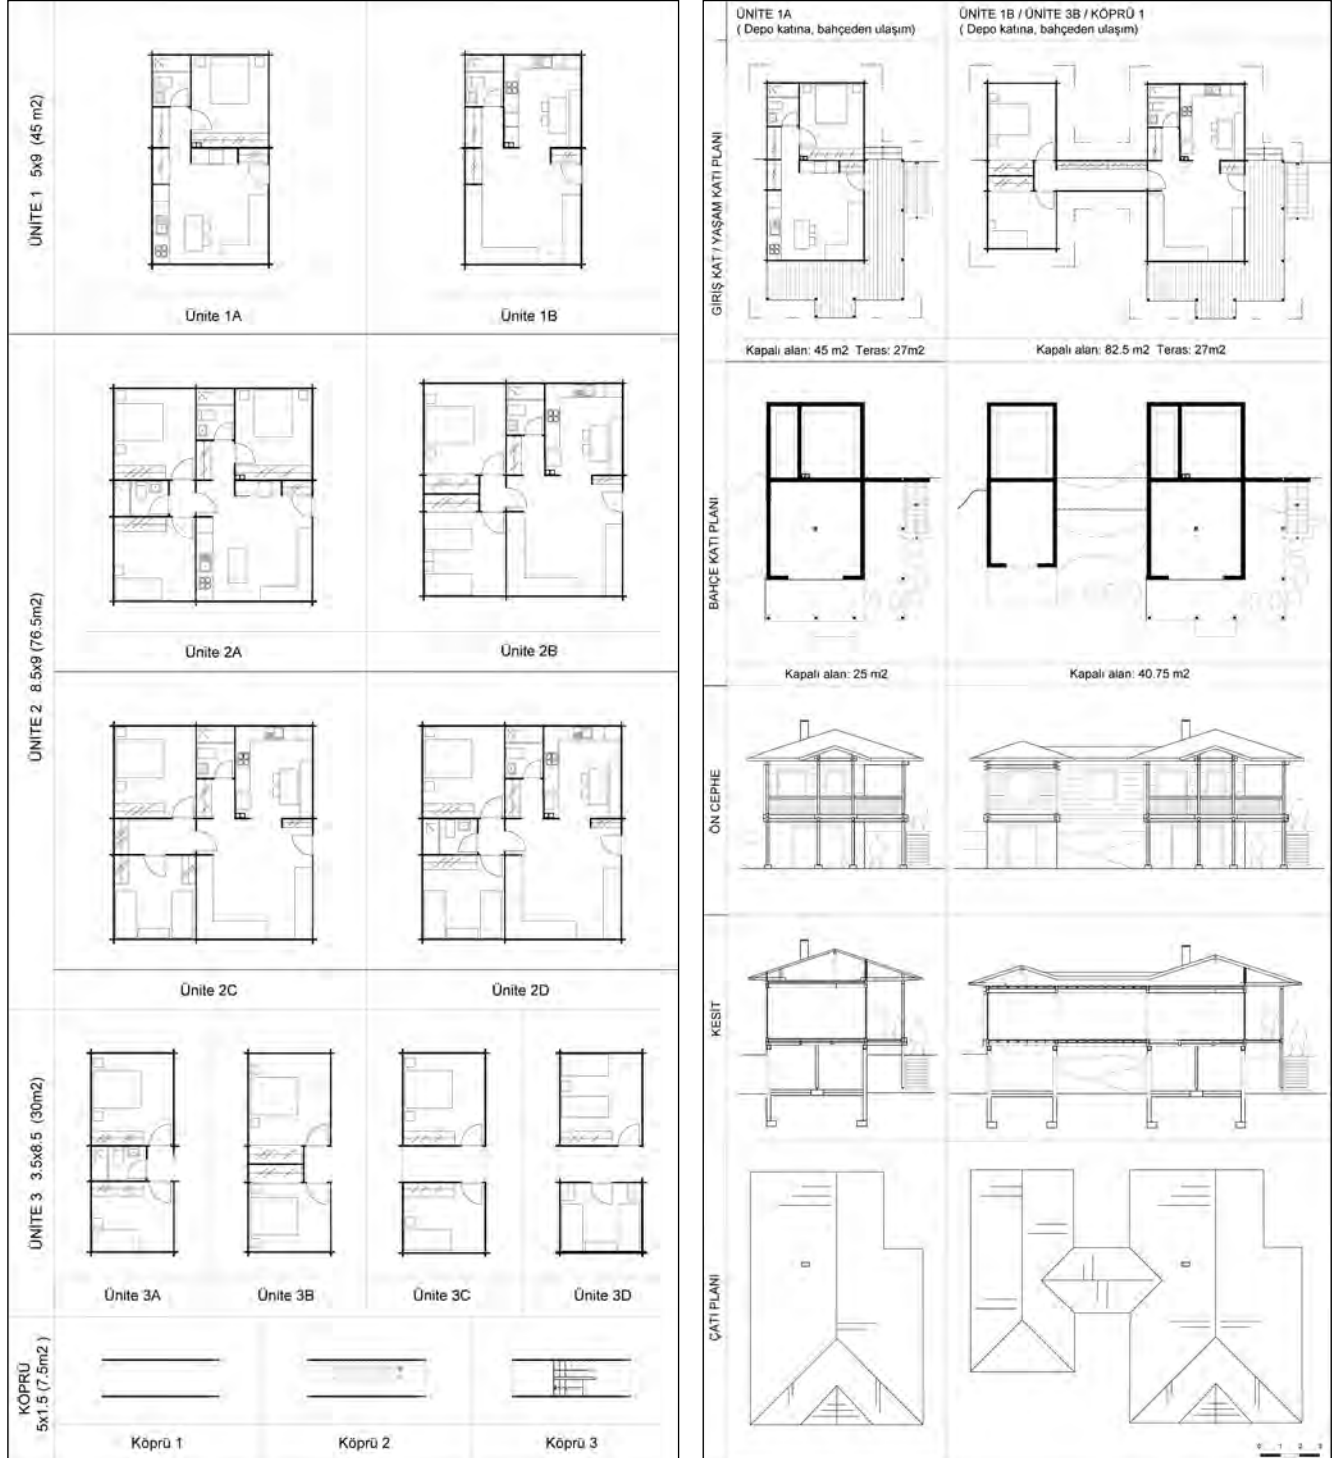 ÜNİTE 1   5x9  (45 m2)
Ünite 1A
Ünite 1B
ÜNİTE 2   8.5x9 (76.5m2)
Ünite 2A
Ünite 2B
Ünite 2C
Ünite 2D
ÜNİTE 3   3.5x8.5  (30m2)
Ünite 3A
Ünite 3B
Ünite 3C
Ünite 3D
KÖPRÜ
5x1.5 (7.5m2 )
Köprü 1
Köprü 2
Köprü 3
ÜNİTE 1A
( Depo katına, bahçeden ulaşım)
ÜNİTE 1B / ÜNİTE 3B / KÖPRÜ 1
( Depo katına, bahçeden ulaşım)
GİRİŞ KAT / YAŞAM KATI PLANI
Kapalı alan: 45 m2  Teras: 27m2
Kapalı alan: 82.5 m2  Teras: 27m2
BAHÇE KATI PLANI
Kapalı alan: 25 m2
Kapalı alan: 40.75 m2
ÖN CEPHE
KESİT
ÇATI PLANI
0 1 2 3